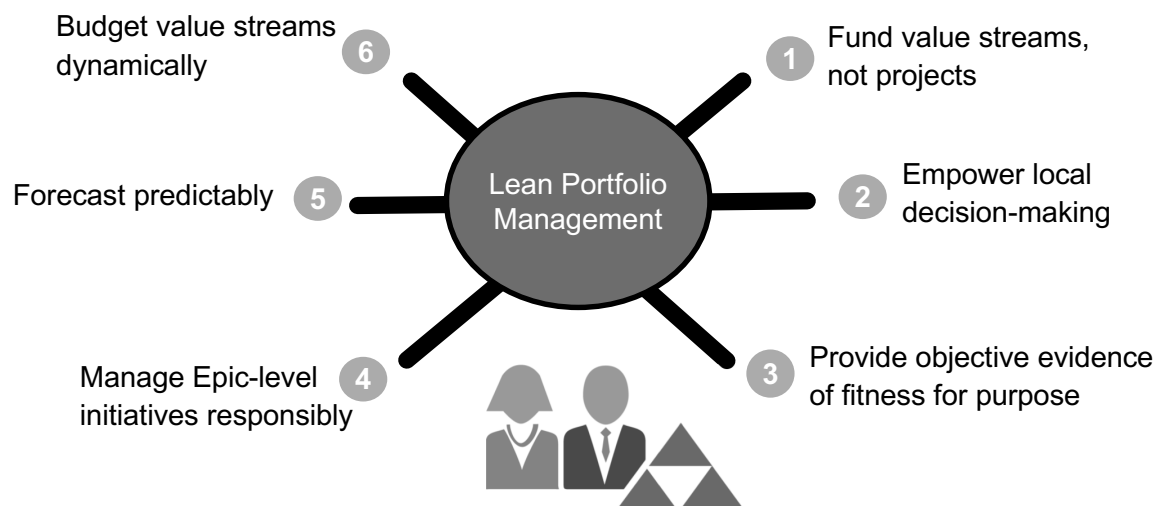 Lean Portfolio
Management
1
Fund value streams,
not projects
2
Empower local
decision-making
3
Provide objective evidence
of fitness for purpose
4
Manage Epic-level
initiatives responsibly
5
Forecast predictably
6
Budget value streams
dynamically